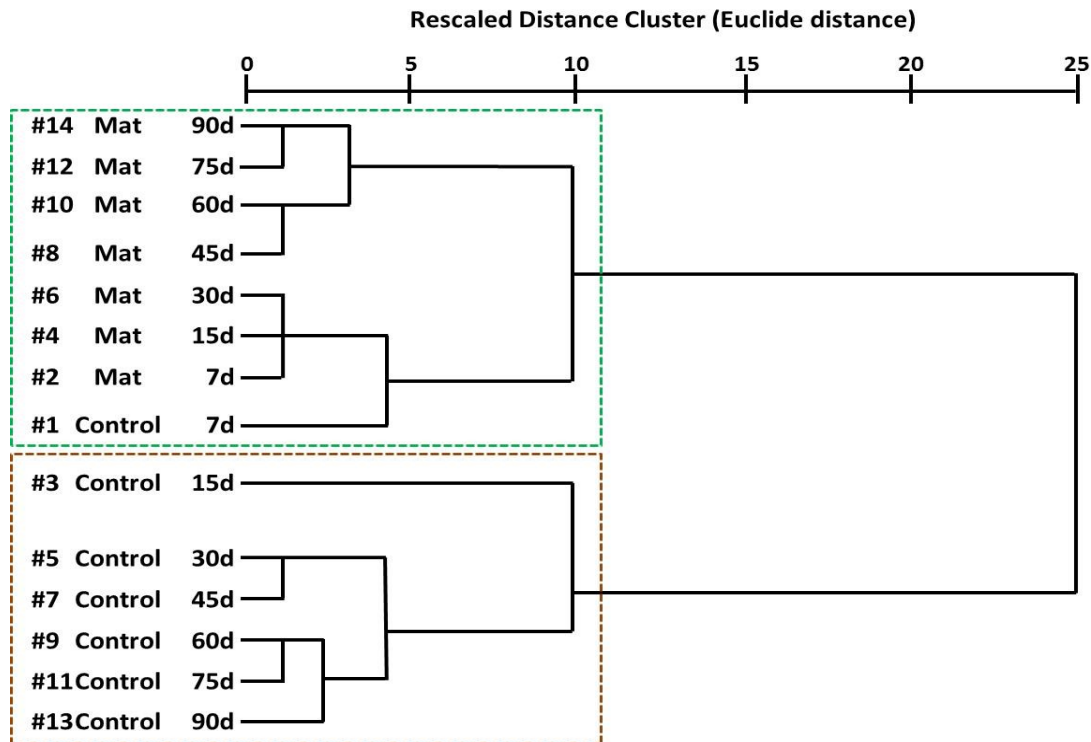 Rescaled Distance Cluster (Euclide distance)
0 5 10 15 20 25
#14 Mat 90d
#12 Mat 75d
#10 Mat 60d
#8 Mat 45d
#6 Mat 30d
#4 Mat 15d
#2 Mat 7d
#1 Control 7d
#3 Control 15d
#5 Control 30d
#7 Control 45d
#9 Control 60d
#11Control 75d
#13Control 90d